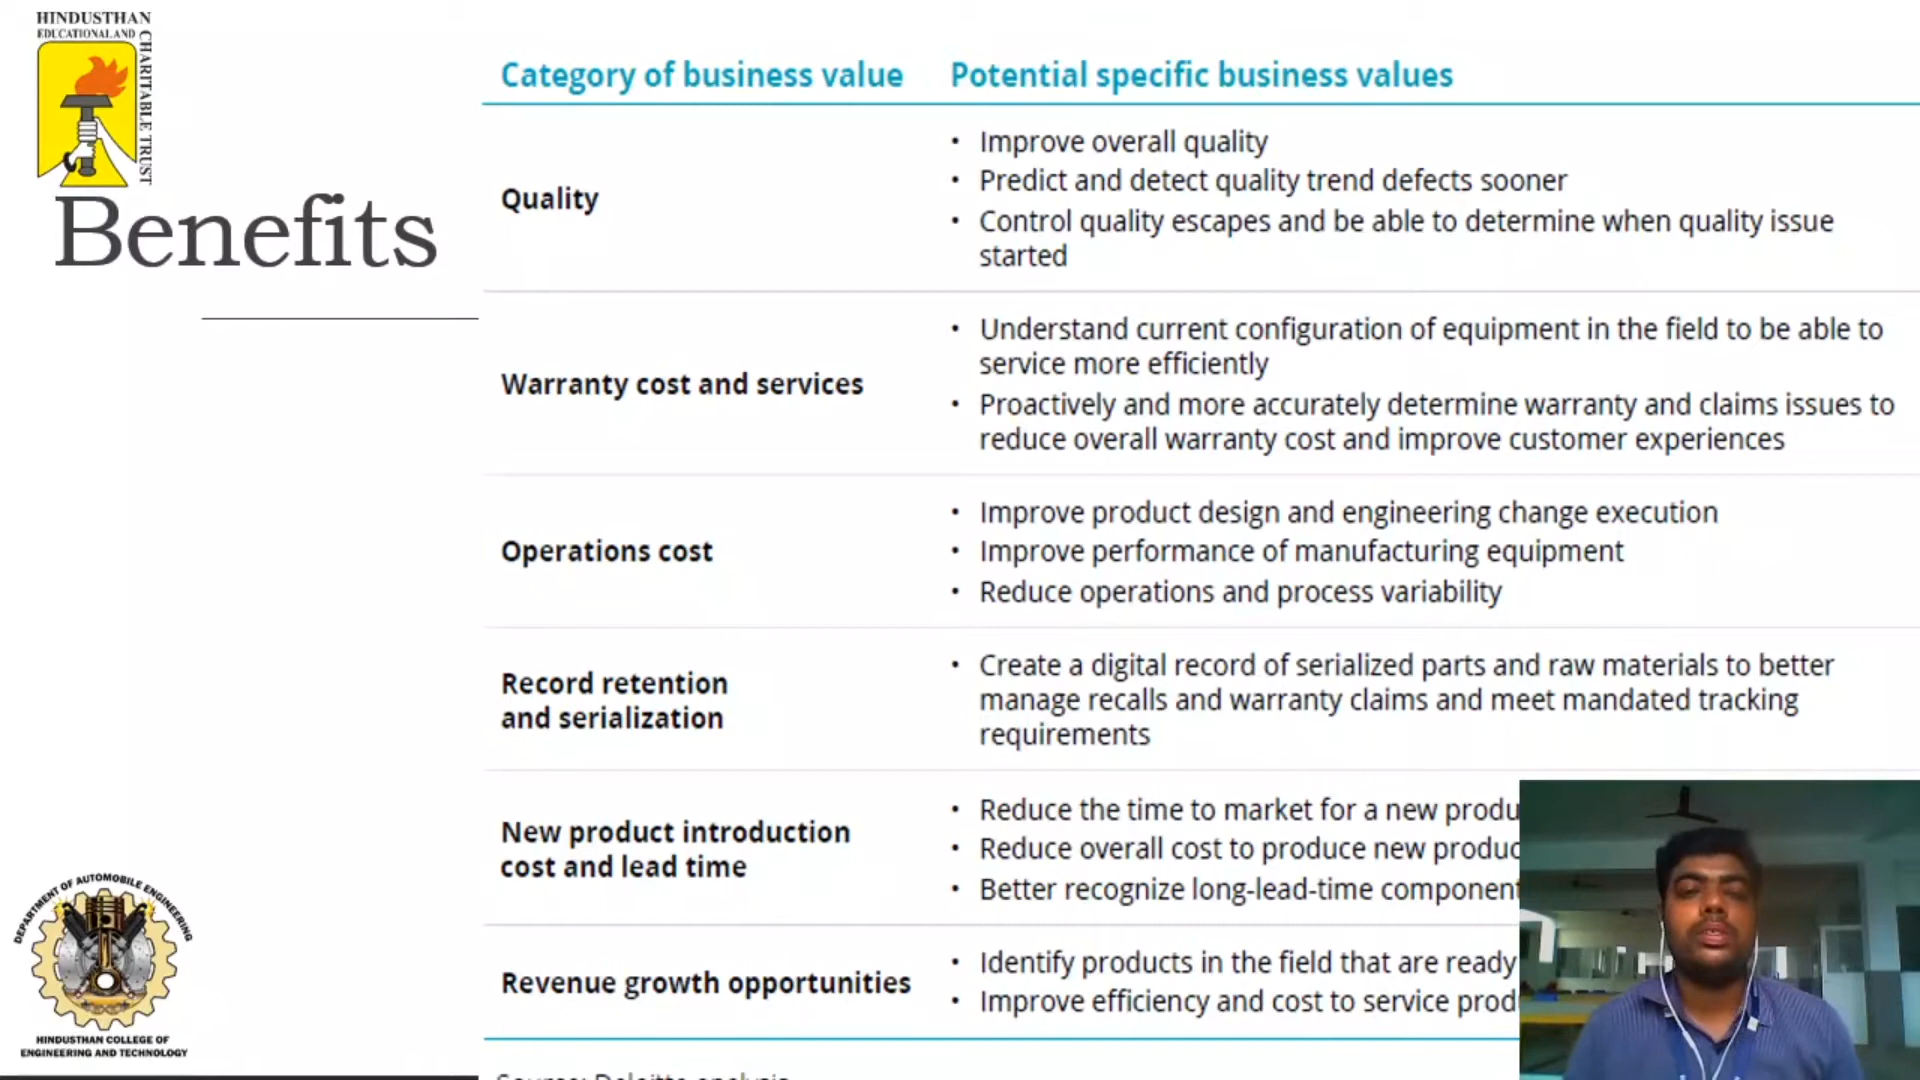 HINDUSTHAN
EDUCATIONAL AND
CHARITABLE TRUST
Benefits
Category of business value
Potential specific business values
Quality
• Improve overall quality
• Predict and detect quality trend defects sooner
• Control quality escapes and be able to determine when quality issue
started
Warranty cost and services
• Understand current configuration of equipment in the field to be able to
service more efficiently
• Proactively and more accurately determine warranty and claims issues to
reduce overall warranty cost and improve customer experiences
Operations cost
• Improve product design and engineering change execution
• Improve performance of manufacturing equipment
• Reduce operations and process variability
Record retention
and serialization
• Create a digital record of serialized parts and raw materials to better
manage recalls and warranty claims and meet mandated tracking
requirements
New product introduction
cost and lead time
• Reduce the time to market for a new
• Reduce overall cost to produce new
• Better recognize long-lead-time
Revenue growth opportunities
• Identify products in the field that are ready
• Improve efficiency and cost to service
DEPARTMENT OF AUTOMOBILE ENGINEERING
HINDUSTHAN COLLEGE OF
ENGINEERING AND TECHNOLOGY